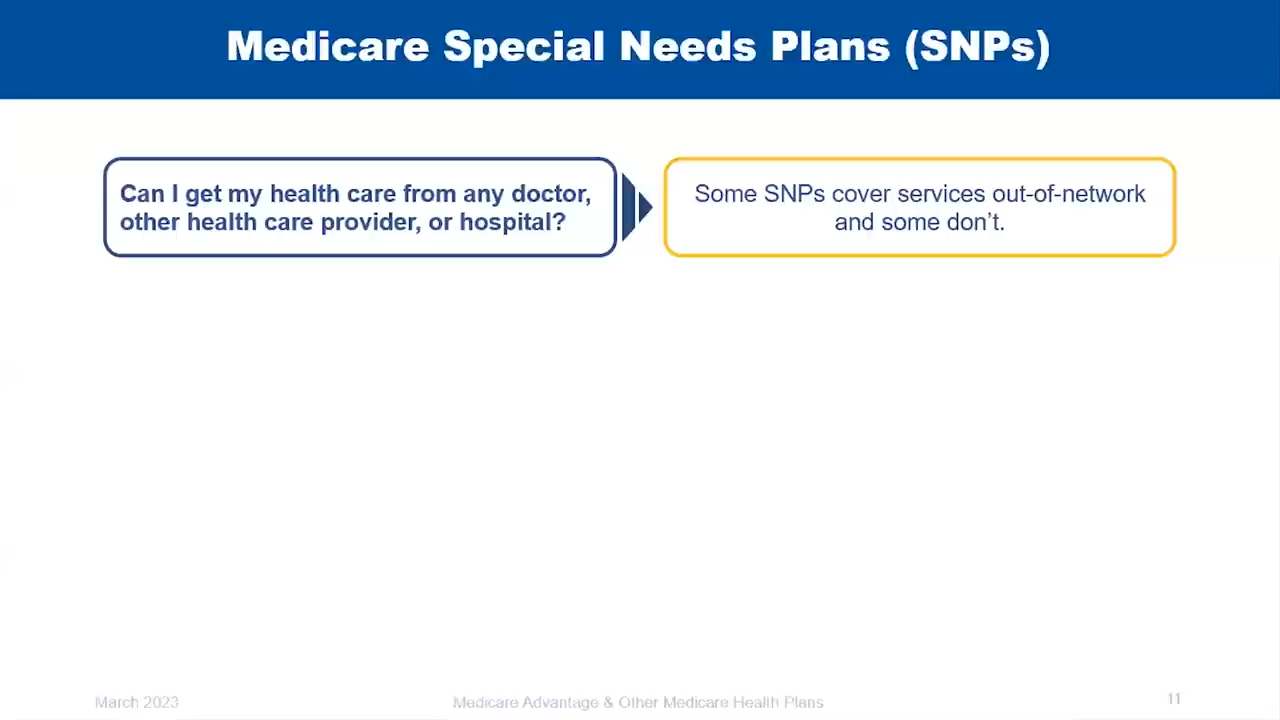 Medicare Special Needs Plans (SNPs)
Can I get my health care from any doctor,
other health care provider, or hospital?
Some SNPs cover services out-of-network
and some don’t.
March 2023
Medicare Advantage & Other Medicare Health Plans
11